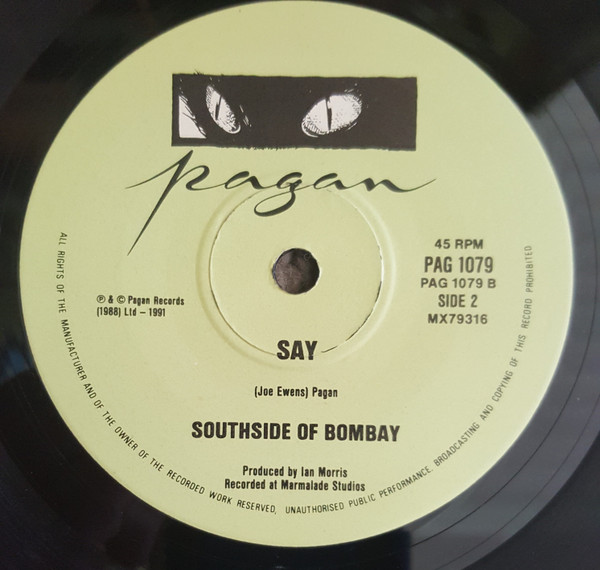 pagan
45 RPM
PAG 1079
PAG 1079 B
SIDE 2
MX79316
℗ & © Pagan Records
(1988) Ltd – 1991
SAY
(Joe Ewens) Pagan
SOUTHSIDE OF BOMBAY
Produced by Ian Morris
Recorded at Marmalade Studios
ALL RIGHTS OF THE MANUFACTURER AND OF THE OWNER OF THE RECORDED WORK RESERVED, UNAUTHORISED PUBLIC PERFORMANCE, BROADCASTING AND COPYING OF THIS RECORD PROHIBITED